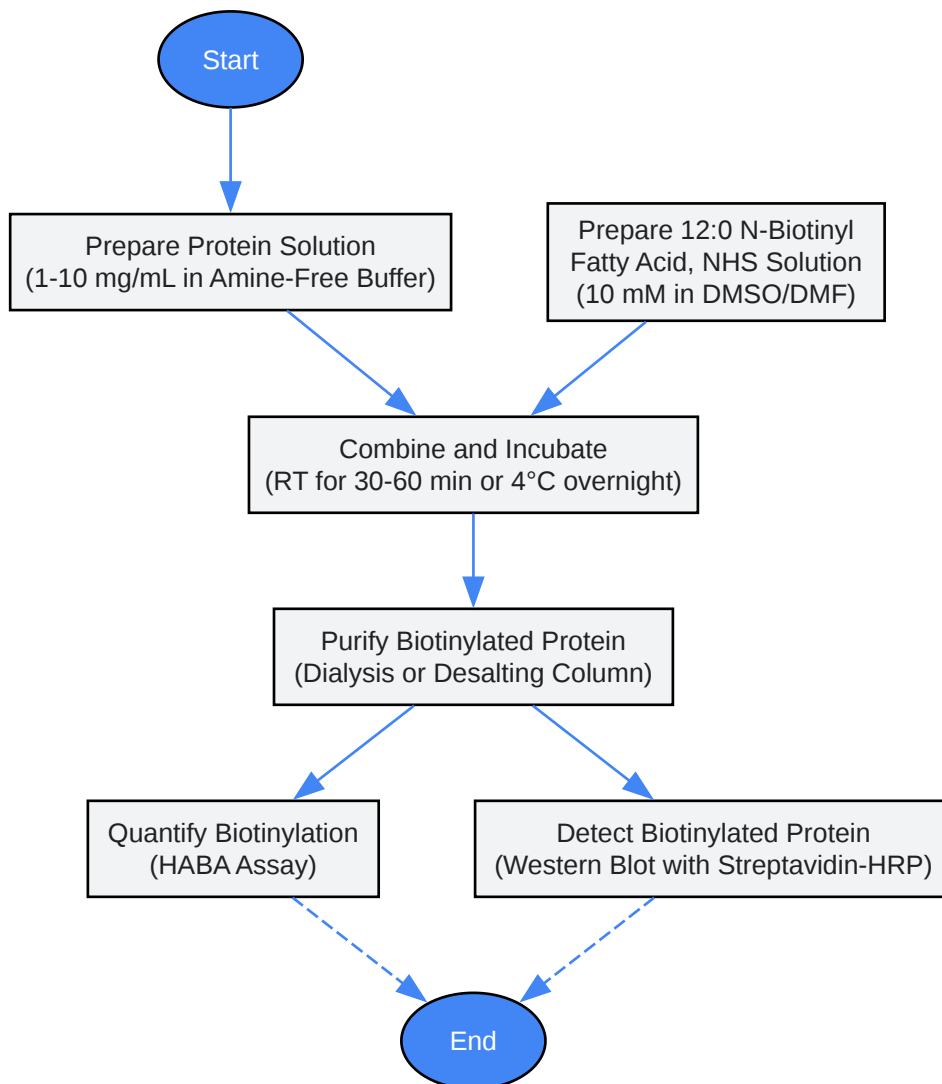 Start
Prepare Protein Solution
(1-10 mg/mL in Amine-Free Buffer)
Prepare 12:0 N-Biotinyl
Fatty Acid, NHS Solution
(10 mM in DMSO/DMF)
Combine and Incubate
(RT for 30-60 min or 4°C overnight)
Purify Biotinylated Protein
(Dialysis or Desalting Column)
Quantify Biotinylation
(HABA Assay)
Detect Biotinylated Protein
(Western Blot with Streptavidin-HRP)
End